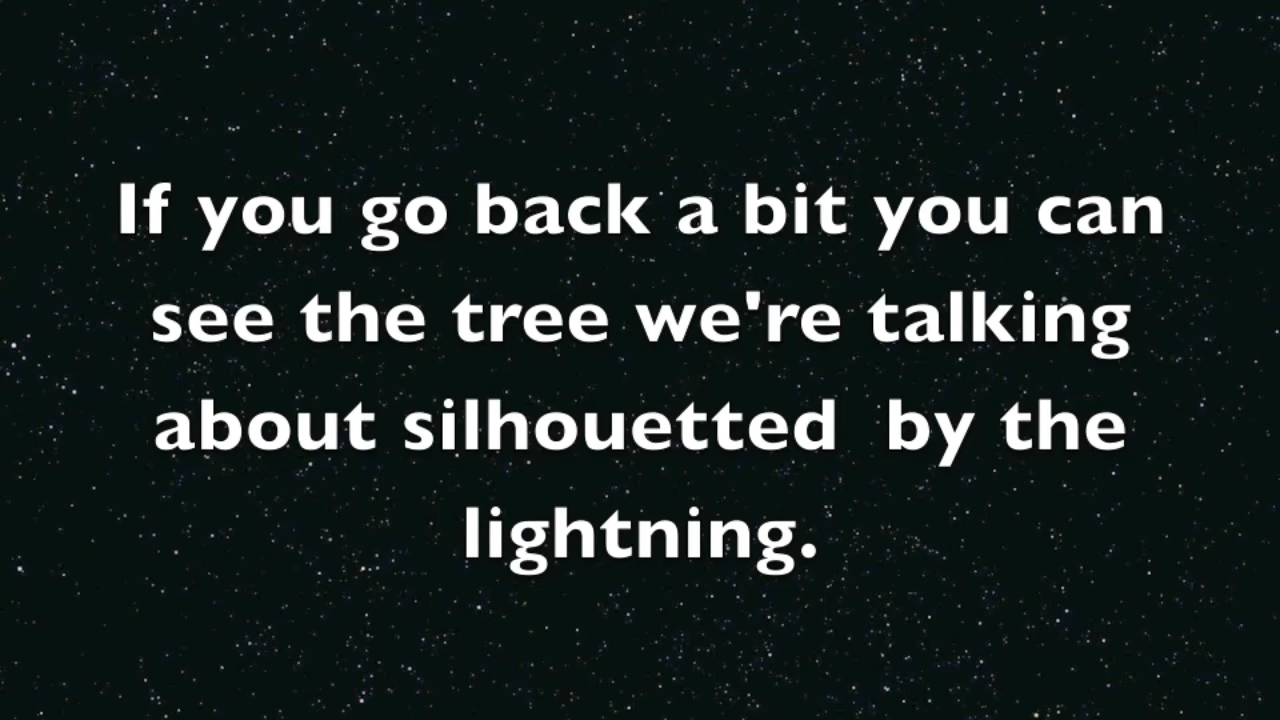 If you go back a bit you can
see the tree we're talking
about silhouetted  by the
lightning.